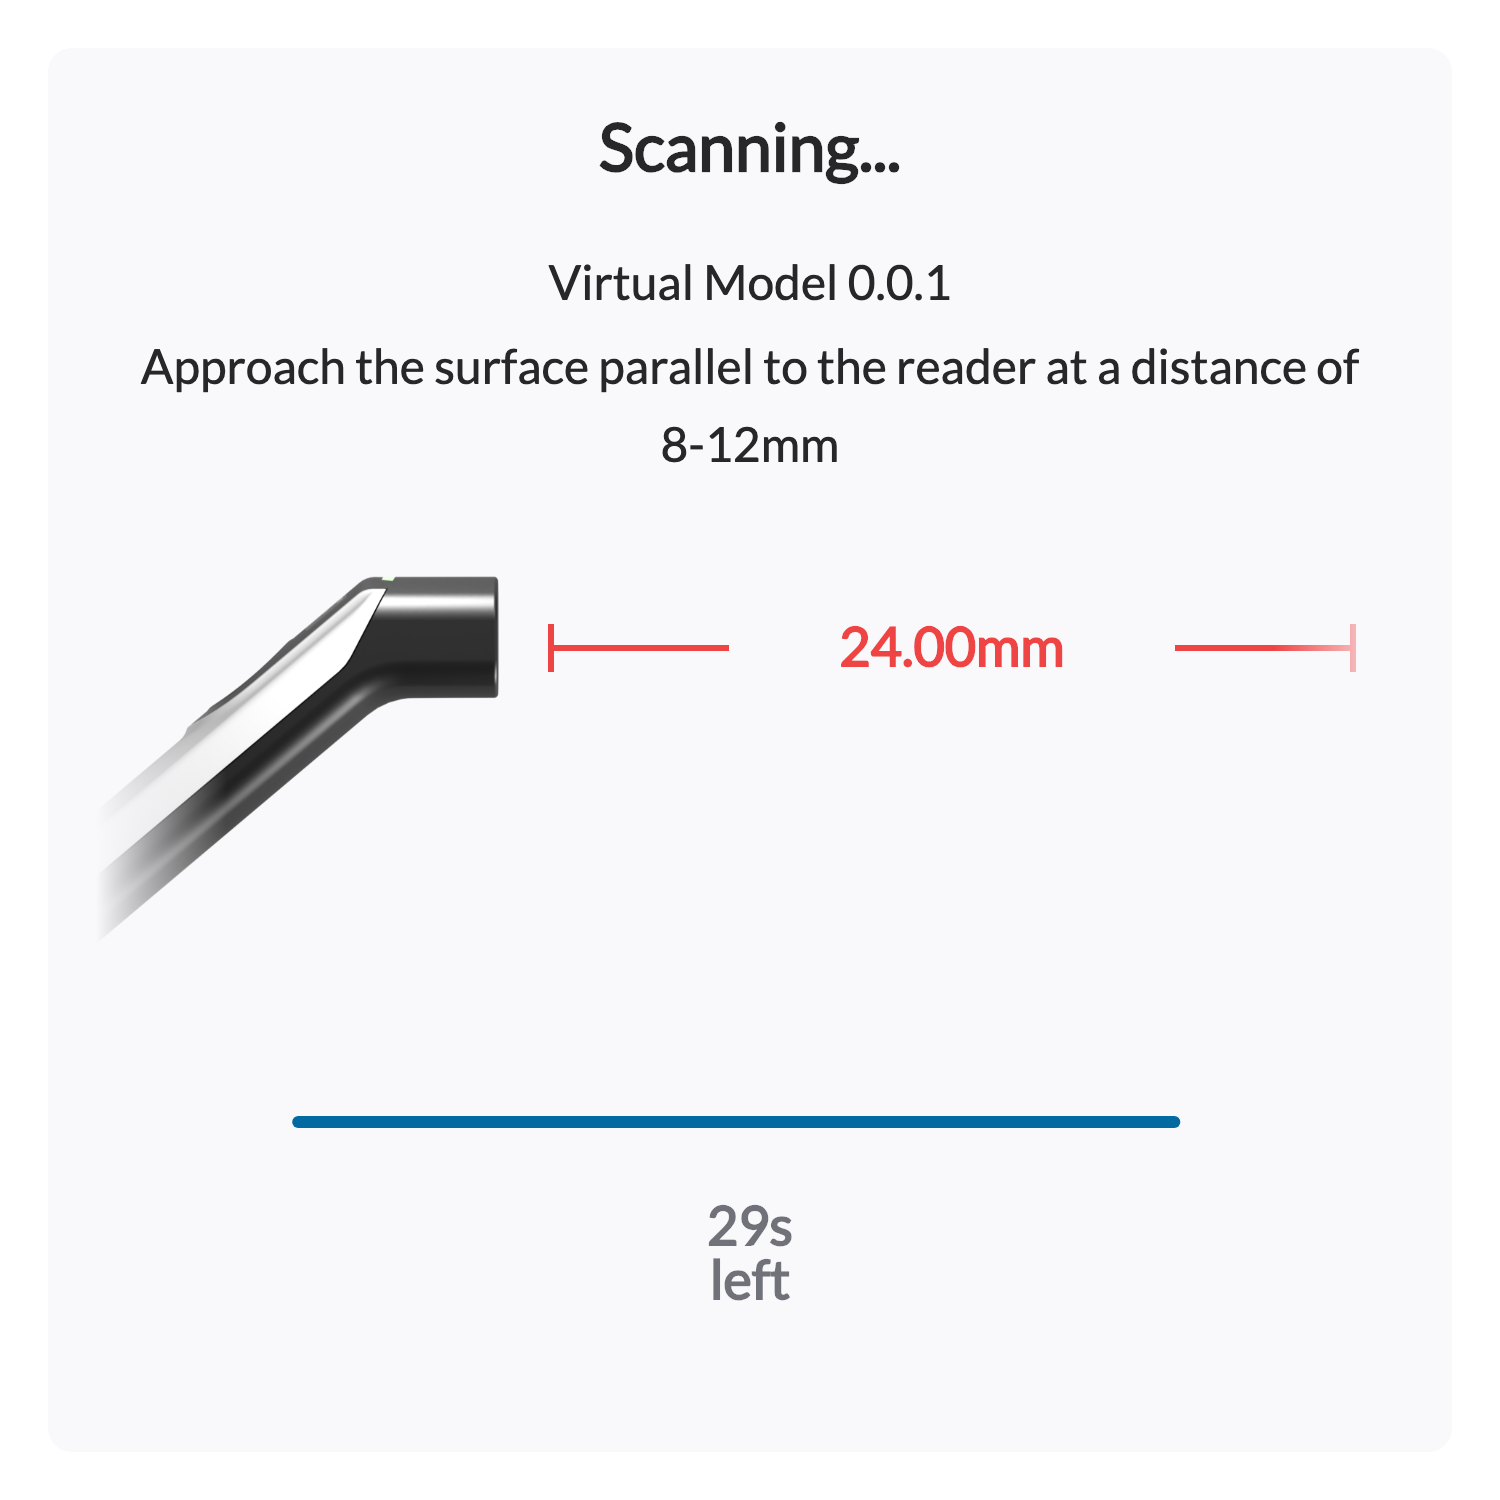 Scanning...
Virtual Model 0.0.1
Approach the surface parallel to the reader at a distance of
8-12mm
24.00mm
29s
left